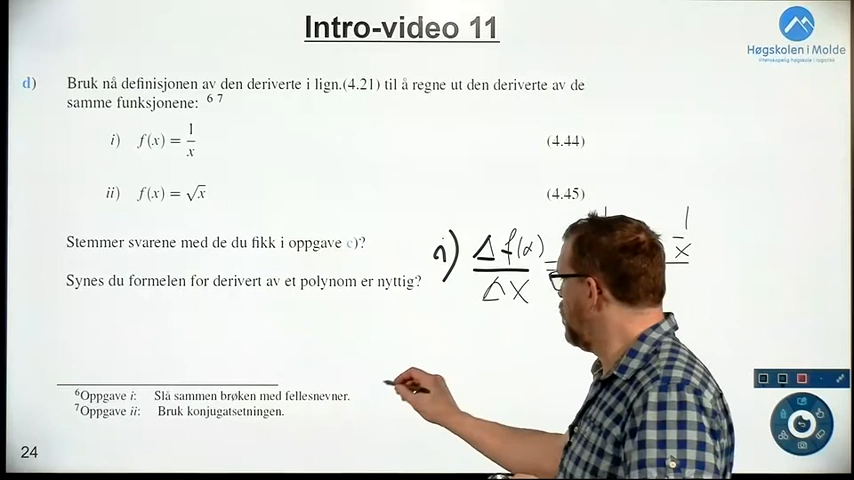 Intro-video 11
Høgskolen i Molde
Vitenskapelig høgskole i logistikk
d) Bruk nå definisjonen av den deriverte i lign.(4.21) til å regne ut den deriverte av de
samme funksjonene: 6 7
i) f(x) = 1/x (4.44)
ii) f(x) = √x (4.45)
Stemmer svarene med de du fikk i oppgave c)?
Synes du formelen for derivert av et polynom er nyttig?
i) Δf(x)/Δx = 1 - 1/x
6Oppgave i: Slå sammen brøken med fellesnevner.
7Oppgave ii: Bruk konjugatsetningen.
24